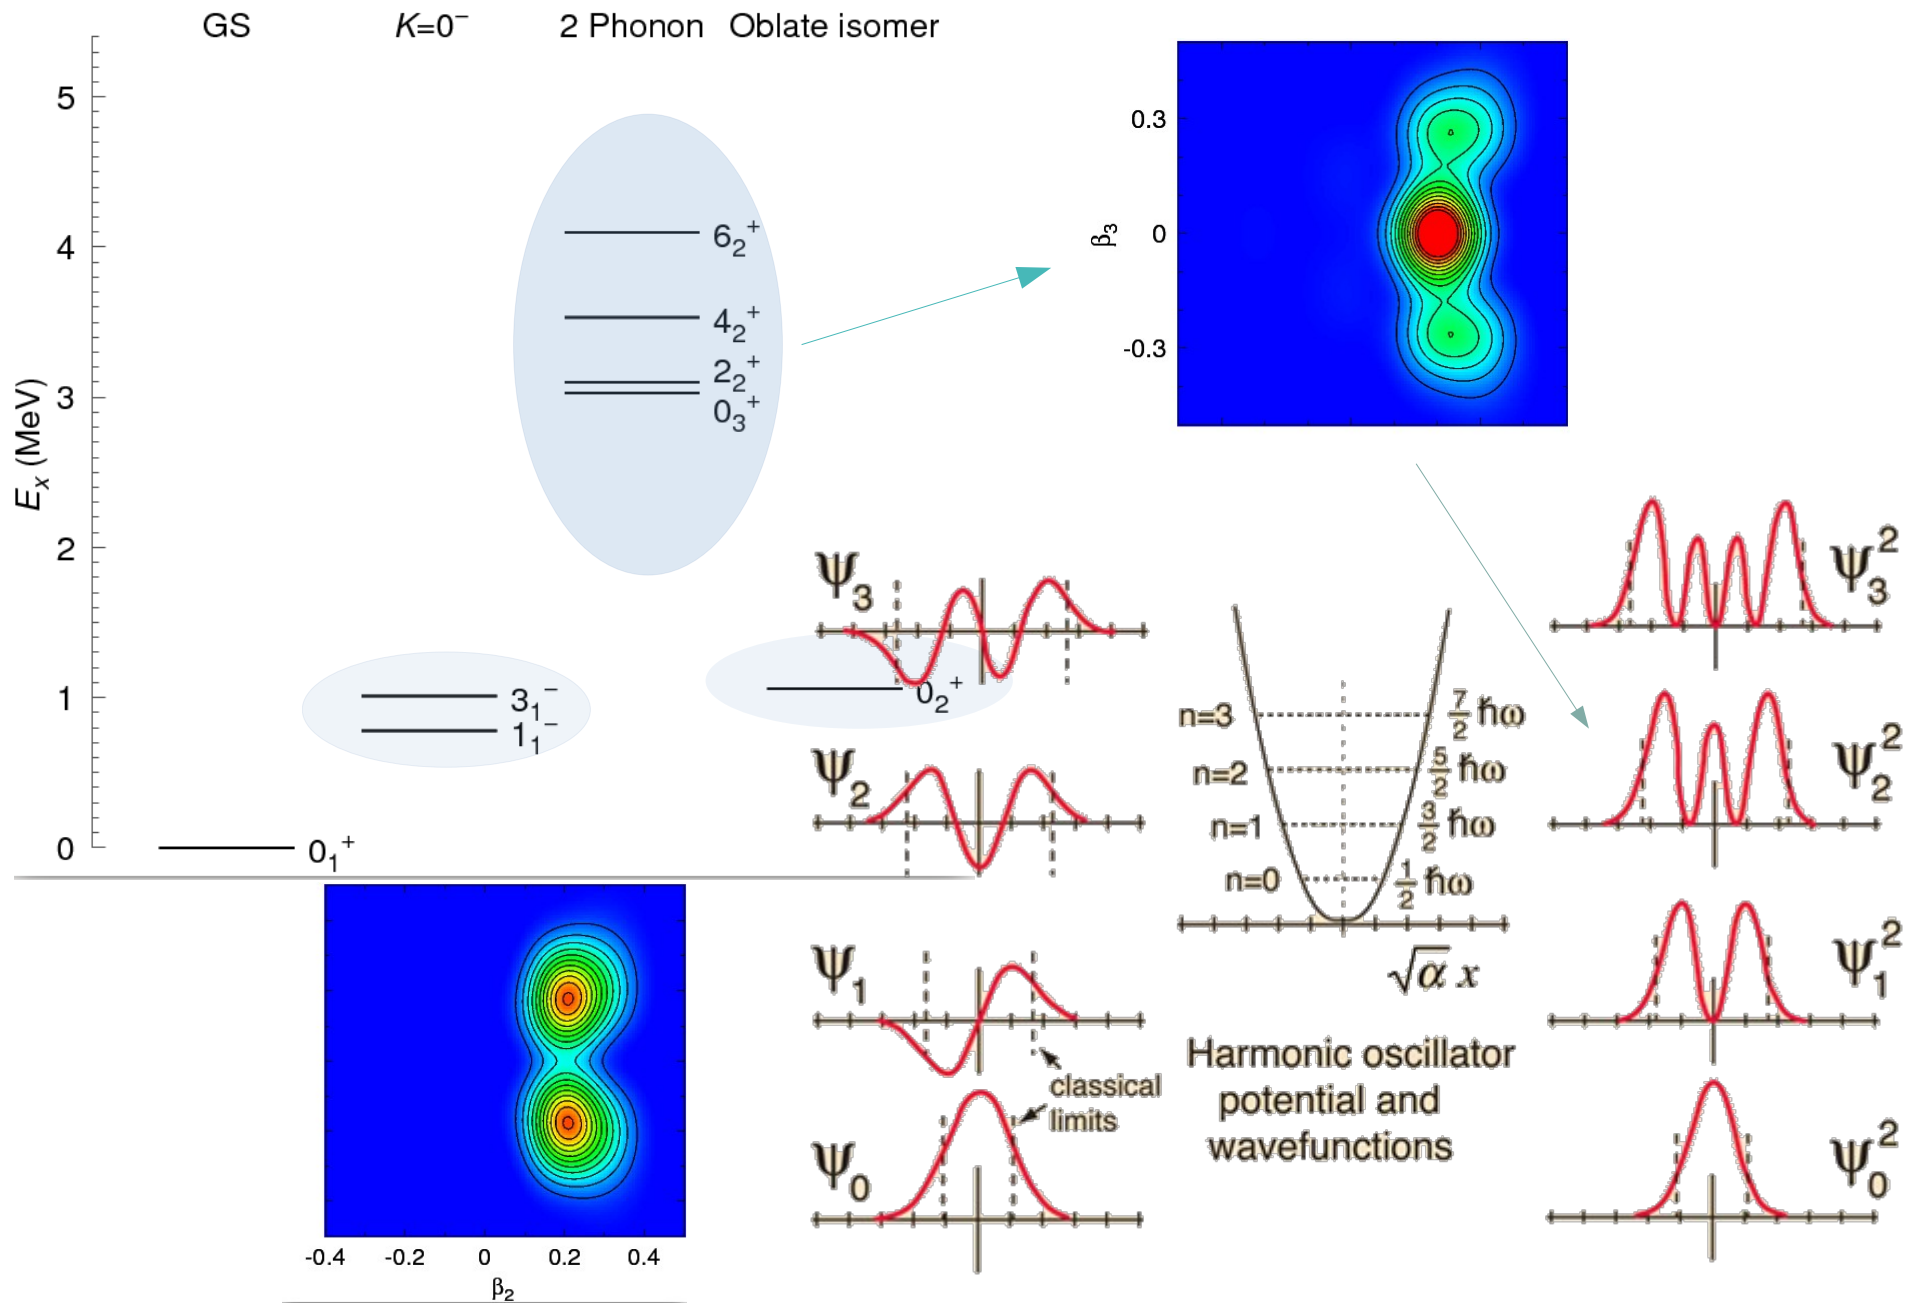 GS K=0⁻ 2 Phonon Oblate isomer
5
4
3
2
1
0
Eₓ (MeV)
6₂⁺
4₂⁺
2₂⁺
0₃⁺
3₁⁻
1₁⁻
0₂⁺
0₁⁺
0.3
0
-0.3
β₃
-0.4 -0.2 0 0.2 0.4
β₂
Ψ₃
Ψ₂
Ψ₁
Ψ₀
classical
limits
n=3 7/2 ħω
n=2 5/2 ħω
n=1 3/2 ħω
n=0 1/2 ħω
√α x
Harmonic oscillator
potential and
wavefunctions
Ψ₃²
Ψ₂²
Ψ₁²
Ψ₀²